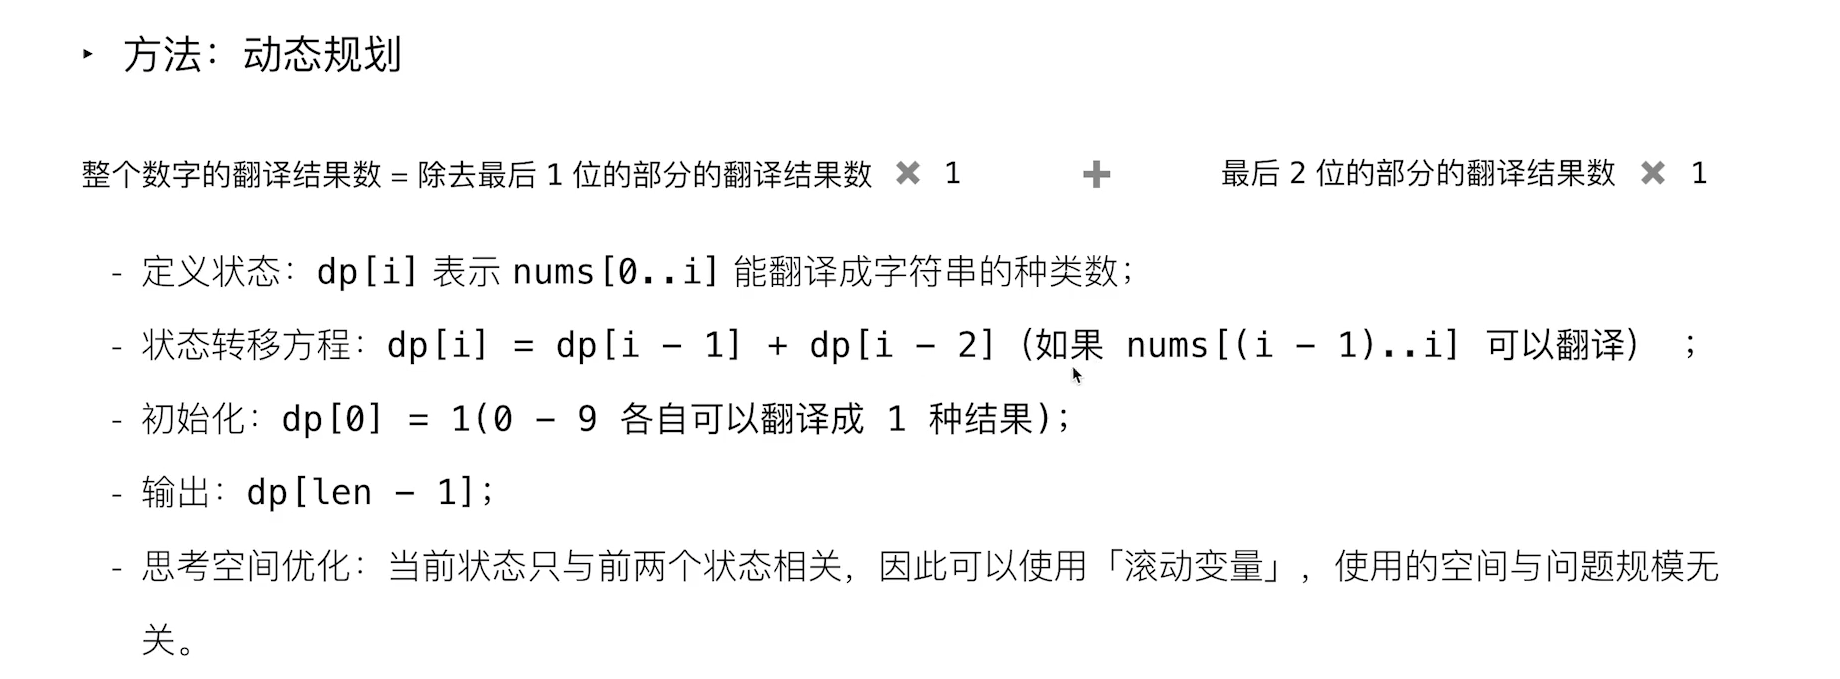 ‣ 方法：动态规划
整个数字的翻译结果数 = 除去最后 1 位的部分的翻译结果数 ✖ 1 ➕ 最后 2 位的部分的翻译结果数 ✖ 1
- 定义状态：dp[i] 表示 nums[0..i] 能翻译成字符串的种类数；
- 状态转移方程：dp[i] = dp[i - 1] + dp[i - 2]（如果 nums[(i - 1)..i] 可以翻译） ；
- 初始化：dp[0] = 1(0 - 9 各自可以翻译成 1 种结果)；
- 输出：dp[len - 1]；
- 思考空间优化：当前状态只与前两个状态相关，因此可以使用「滚动变量」，使用的空间与问题规模无
关。